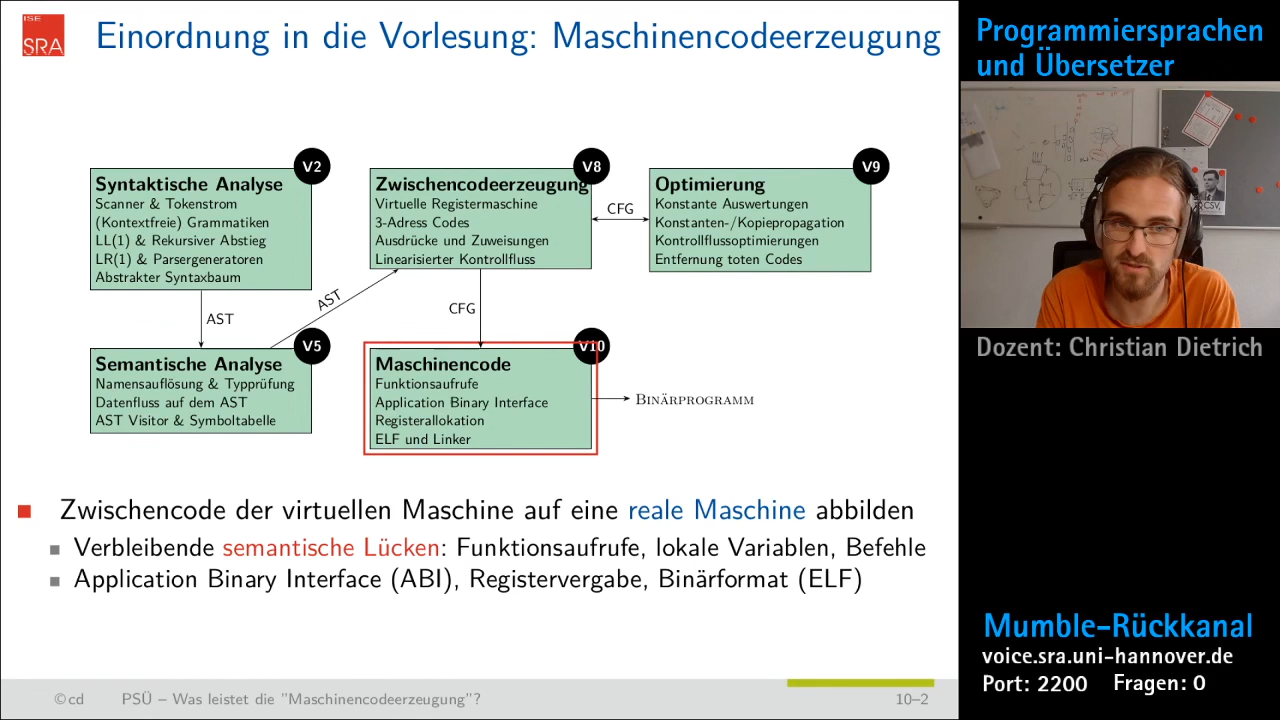 ISE
SRA
Einordnung in die Vorlesung: Maschinencodeerzeugung
V2
Syntaktische Analyse
Scanner & Tokenstrom
(Kontextfreie) Grammatiken
LL(1) & Rekursiver Abstieg
LR(1) & Parsergeneratoren
Abstrakter Syntaxbaum
V8
Zwischencodeerzeugung
Virtuelle Registermaschine
3-Adress Codes
Ausdrücke und Zuweisungen
Linearisierter Kontrollfluss
CFG
V9
Optimierung
Konstante Auswertungen
Konstanten-/Kopiepropagation
Kontrollflussoptimierungen
Entfernung toten Codes
AST
AST
CFG
V5
Semantische Analyse
Namensauflösung & Typprüfung
Datenfluss auf dem AST
AST Visitor & Symboltabelle
V10
Maschinencode
Funktionsaufrufe
Application Binary Interface
Registerallokation
ELF und Linker
Binärprogramm
Zwischencode der virtuellen Maschine auf eine reale Maschine abbilden
Verbleibende semantische Lücken: Funktionsaufrufe, lokale Variablen, Befehle
Application Binary Interface (ABI), Registervergabe, Binärformat (ELF)
©cd PSÜ – Was leistet die "Maschinencodeerzeugung"? 10–2
Programmiersprachen
und Übersetzer
CSV
Dozent: Christian Dietrich
Mumble-Rückkanal
voice.sra.uni-hannover.de
Port: 2200 Fragen: 0